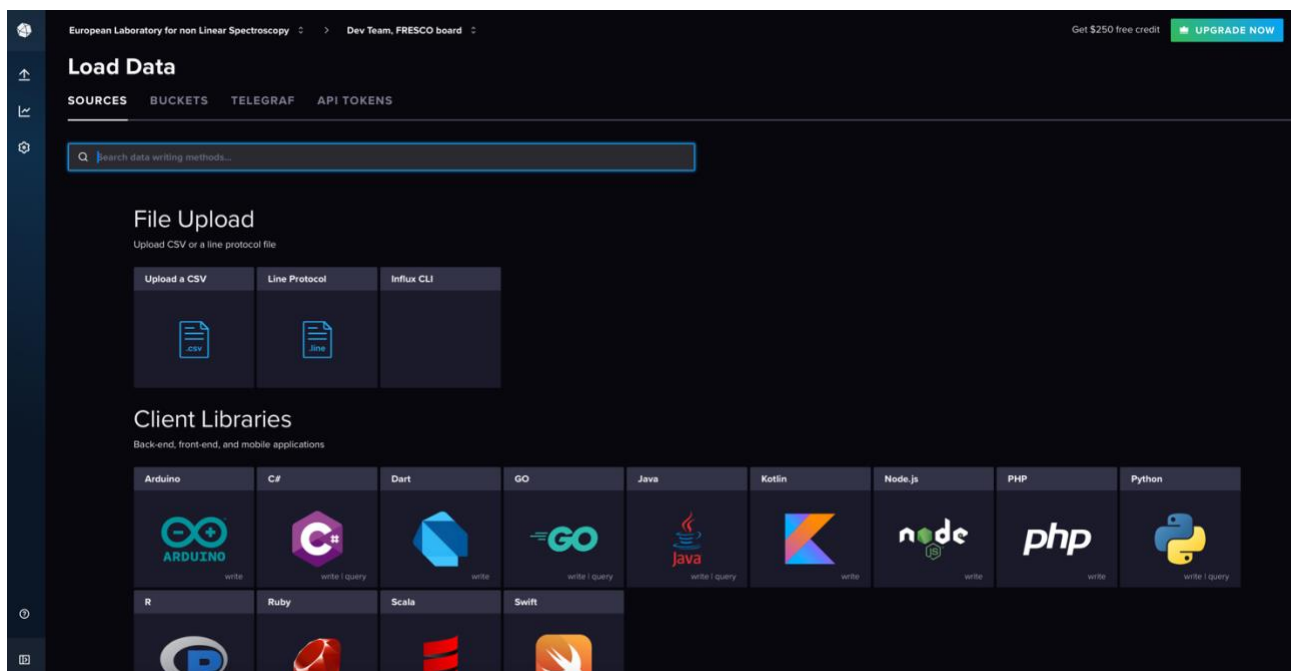 European Laboratory for non Linear Spectroscopy > Dev Team, FRESCO board
Get $250 free credit UPGRADE NOW
Load Data
SOURCES BUCKETS TELEGRAF API TOKENS
Search data writing methods...
File Upload
Upload CSV or a line protocol file
Upload a CSV Line Protocol Influx CLI
.csv .line
Client Libraries
Back-end, front-end, and mobile applications
Arduino C# Dart GO Java Kotlin Node.js PHP Python
ARDUINO C# GO Java node JS php
write write | query write write | query write | query write write write write | query
R Ruby Scala Swift
R